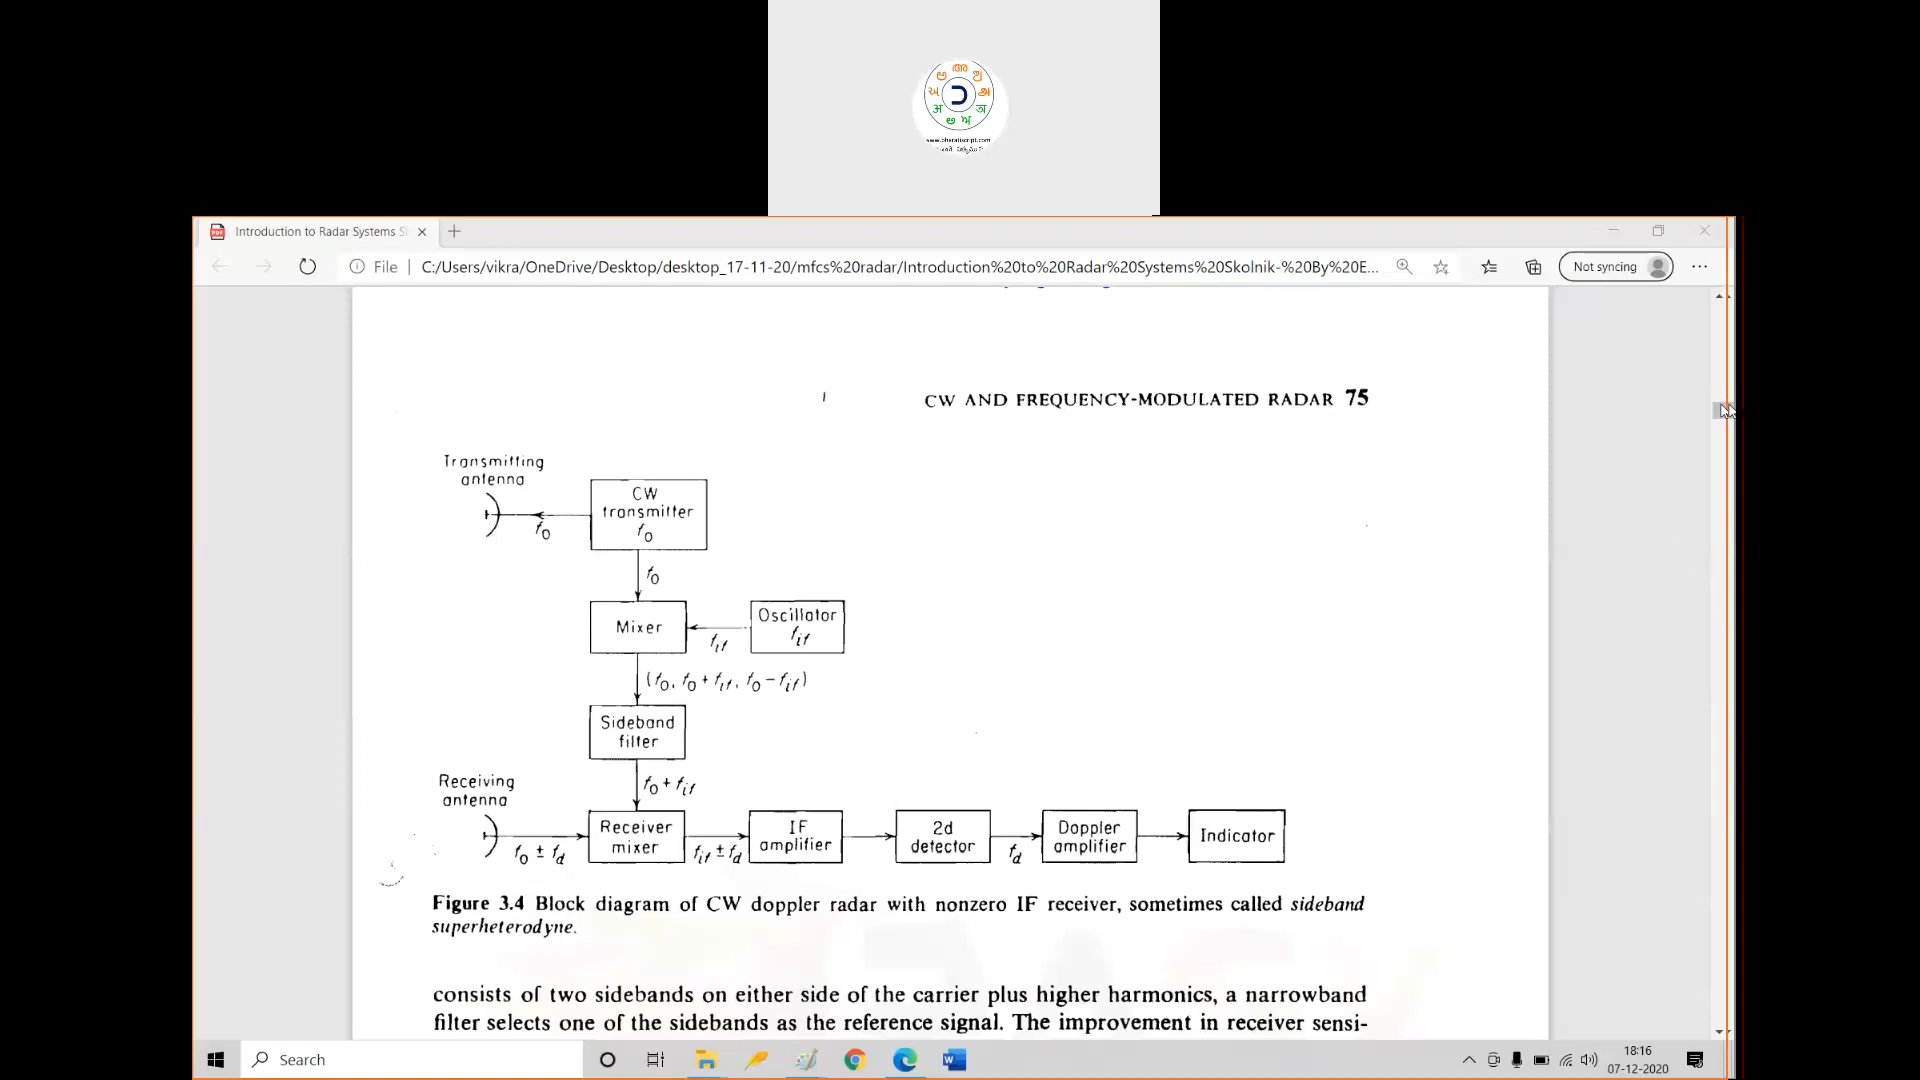 അ
అ
અ
ਅ
www.bharatiscript.com
Introduction to Radar Systems S
File
C:/Users/vikra/OneDrive/Desktop/desktop_17-11-20/mfcs%20radar/Introduction%20to%20Radar%20Systems%20Skolnik-%20By%20E...
Not syncing
CW AND FREQUENCY-MODULATED RADAR 75
Transmitting
antenna
f0
CW
transmitter
f0
f0
Mixer
fif
Oscillator
fif
(f0, f0 + fif, f0 − fif)
Sideband
filter
f0 + fif
Receiving
antenna
f0 ± fd
Receiver
mixer
fif ± fd
IF
amplifier
2d
detector
fd
Doppler
amplifier
Indicator
Figure 3.4 Block diagram of CW doppler radar with nonzero IF receiver, sometimes called sideband
superheterodyne.
consists of two sidebands on either side of the carrier plus higher harmonics, a narrowband
filter selects one of the sidebands as the reference signal. The improvement in receiver sensi-
Search
18:16
07-12-2020